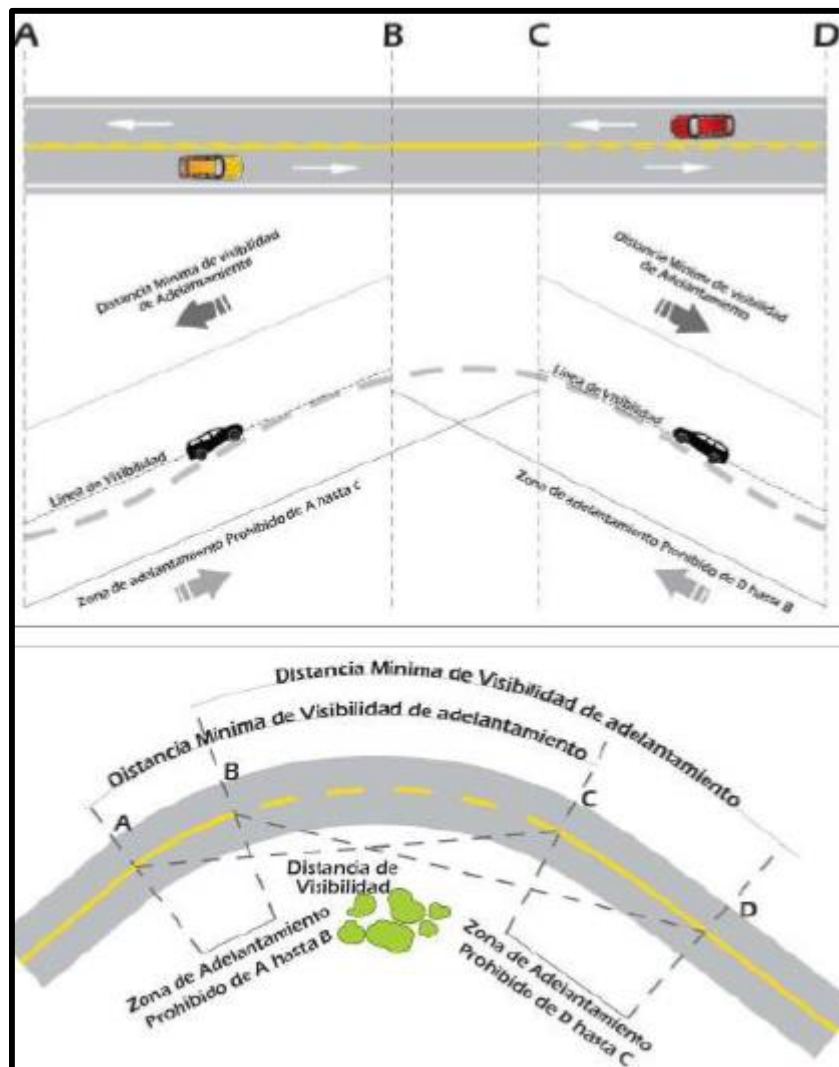 A B C D
Distancia Mínima de visibilidad
de Adelantamiento
Distancia Mínima de visibilidad
de Adelantamiento
Línea de Visibilidad
Línea de Visibilidad
Zona de adelantamiento Prohibido de A hasta C
Zona de adelantamiento Prohibido de D hasta B
Distancia Mínima de Visibilidad de adelantamiento
Distancia Mínima de Visibilidad de adelantamiento
B
A
C
Distancia de
Visibilidad
D
Zona de Adelantamiento
Prohibido de A hasta B
Zona de Adelantamiento
Prohibido de D hasta C